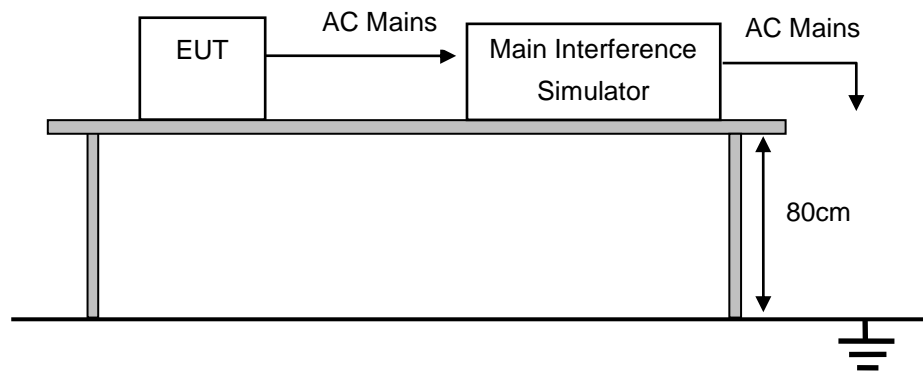 AC Mains
EUT
Main Interference
Simulator
AC Mains
80cm